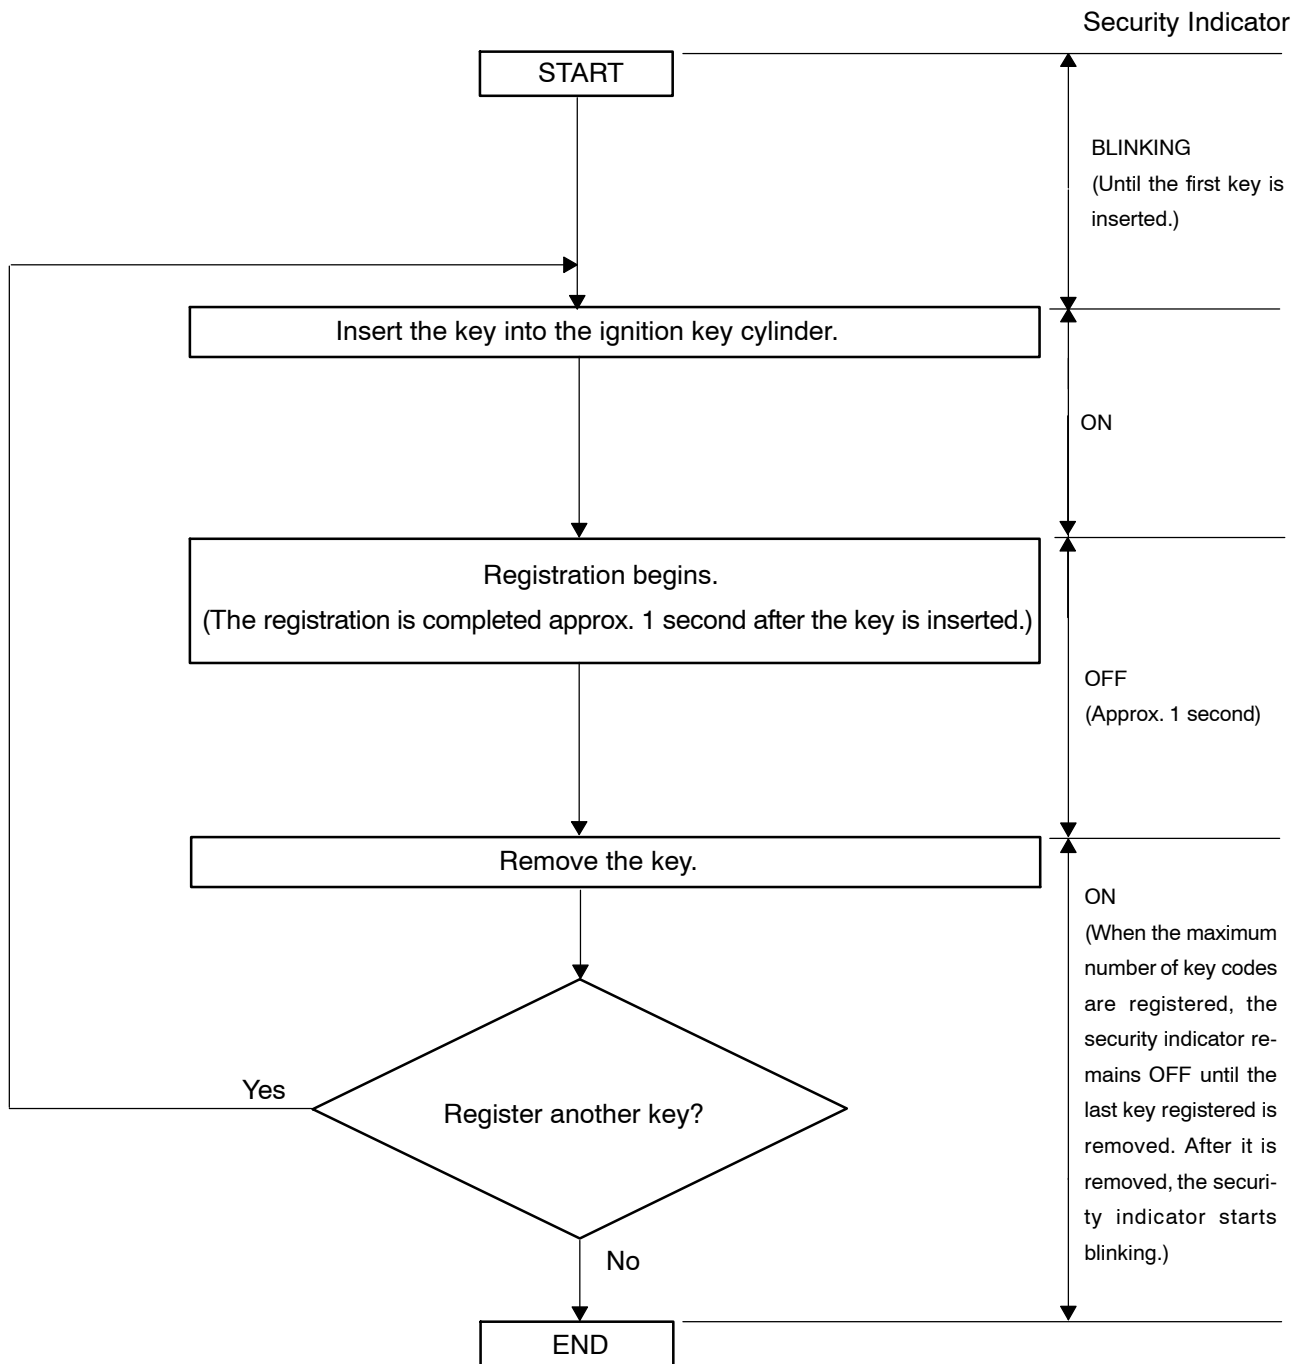 Security Indicator
START
BLINKING
(Until the first key is
inserted.)
Insert the key into the ignition key cylinder.
ON
Registration begins.
(The registration is completed approx. 1 second after the key is inserted.)
OFF
(Approx. 1 second)
Remove the key.
ON
(When the maximum
number of key codes
are registered, the
security indicator re-
mains OFF until the
last key registered is
removed. After it is
removed, the securi-
ty indicator starts
blinking.)
Yes
Register another key?
No
END